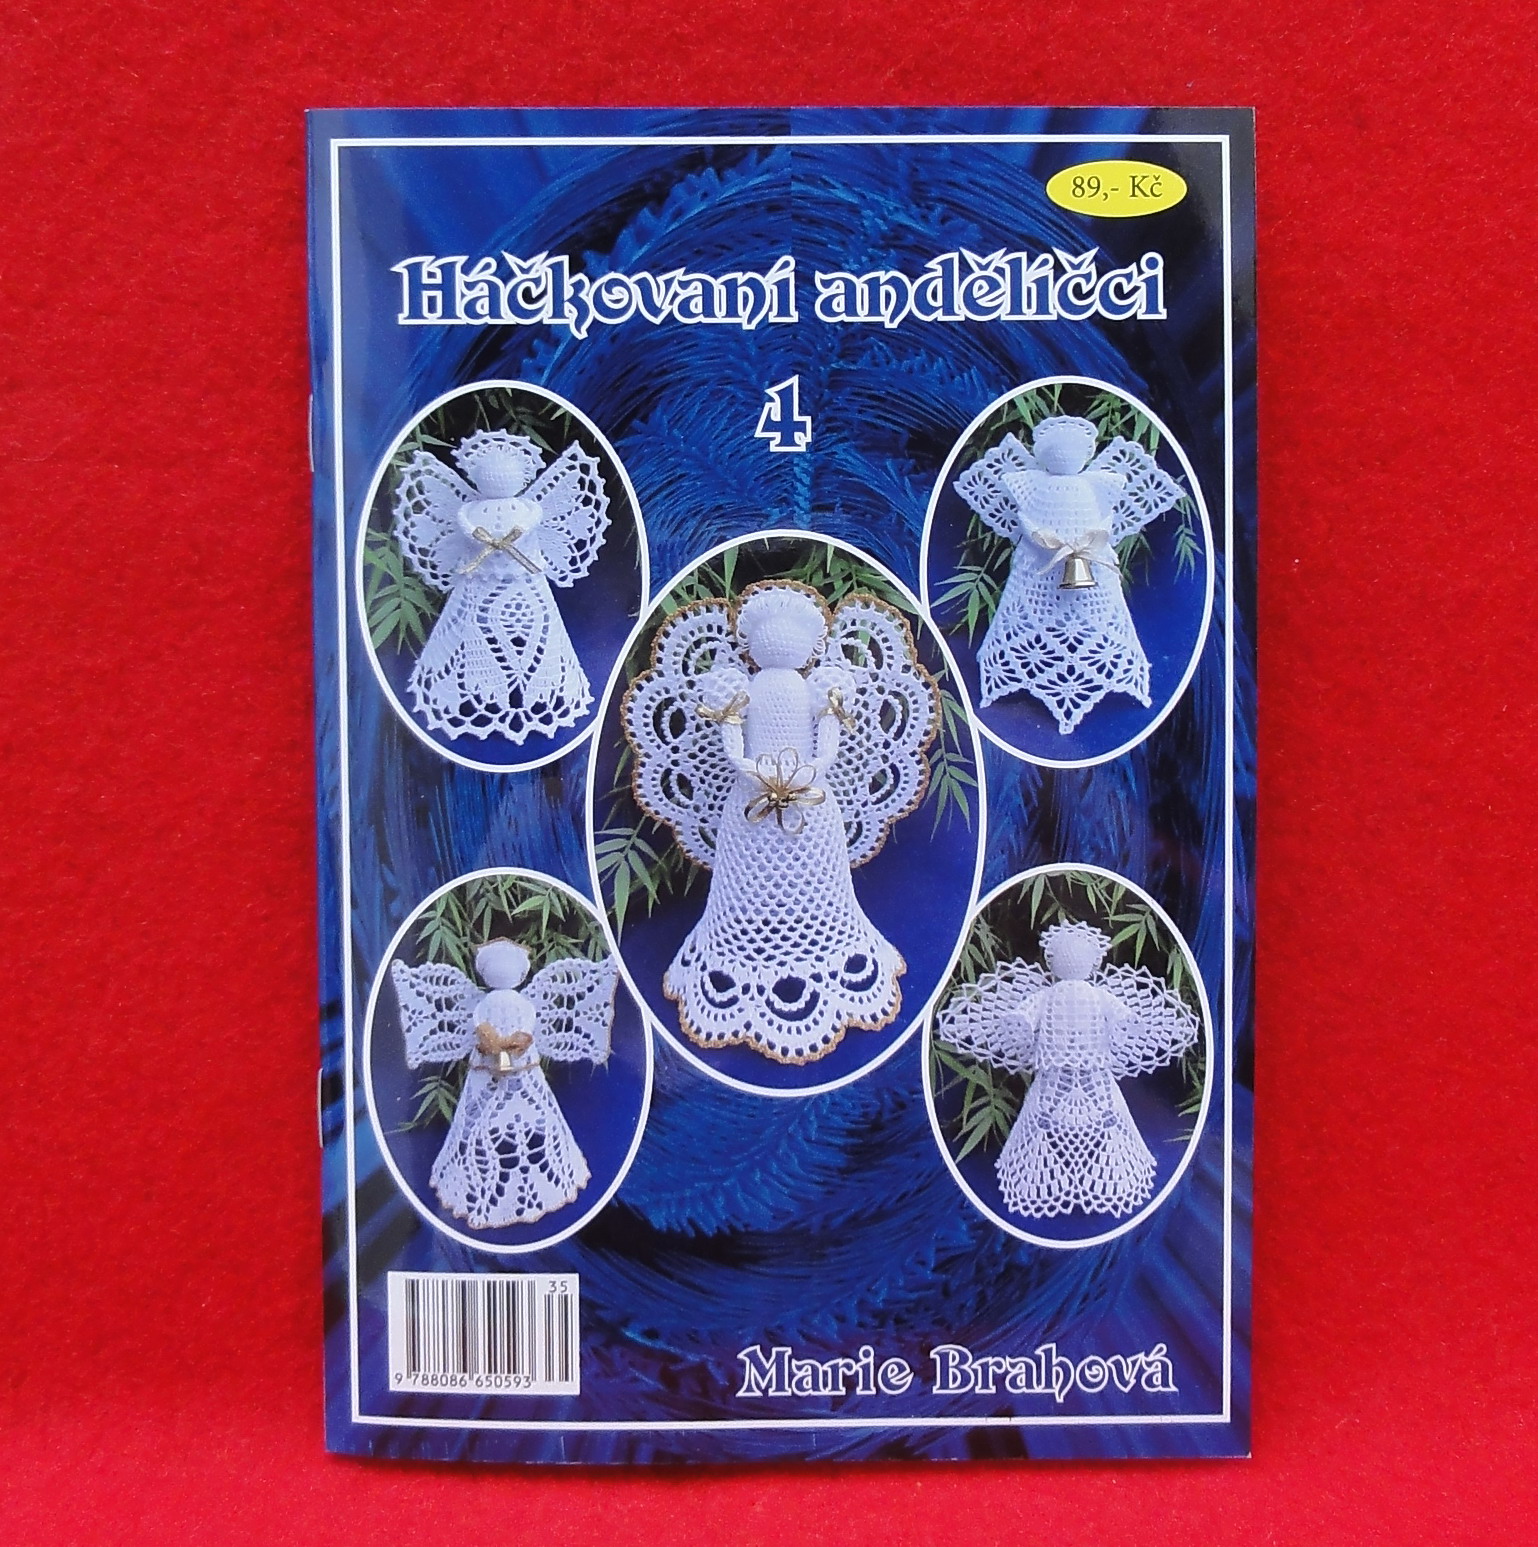 89,- Kč
Háčkovaní andělíčci
4
35
9 788086 650593
Marie Brahová